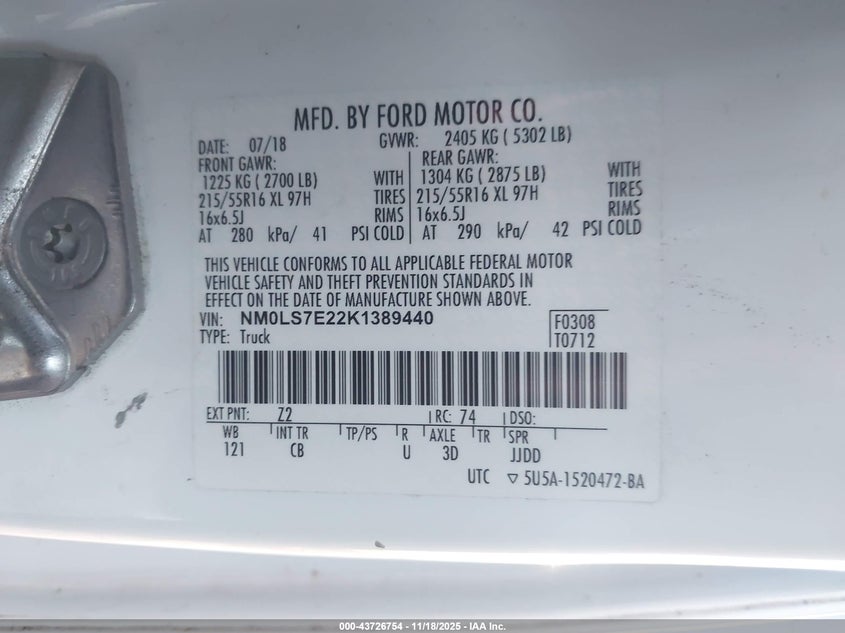 MFD. BY FORD MOTOR CO.
DATE: 07/18 GVWR: 2405 KG ( 5302 LB)
FRONT GAWR: REAR GAWR:
1225 KG ( 2700 LB) WITH 1304 KG ( 2875 LB) WITH
215/55R16 XL 97H TIRES 215/55R16 XL 97H TIRES
16x6.5J RIMS 16x6.5J RIMS
AT 280 kPa/ 41 PSI COLD AT 290 kPa/ 42 PSI COLD
THIS VEHICLE CONFORMS TO ALL APPLICABLE FEDERAL MOTOR
VEHICLE SAFETY AND THEFT PREVENTION STANDARDS IN
EFFECT ON THE DATE OF MANUFACTURE SHOWN ABOVE.
VIN: NM0LS7E22K1389440 F0308
TYPE: Truck T0712
EXT PNT: Z2 RC: 74 DSO:
WB INT TR TP/PS R AXLE TR SPR
121 CB U 3D JJDD
UTC ▽ 5U5A-1520472-BA
000-43726754 - 11/18/2025 - IAA Inc.